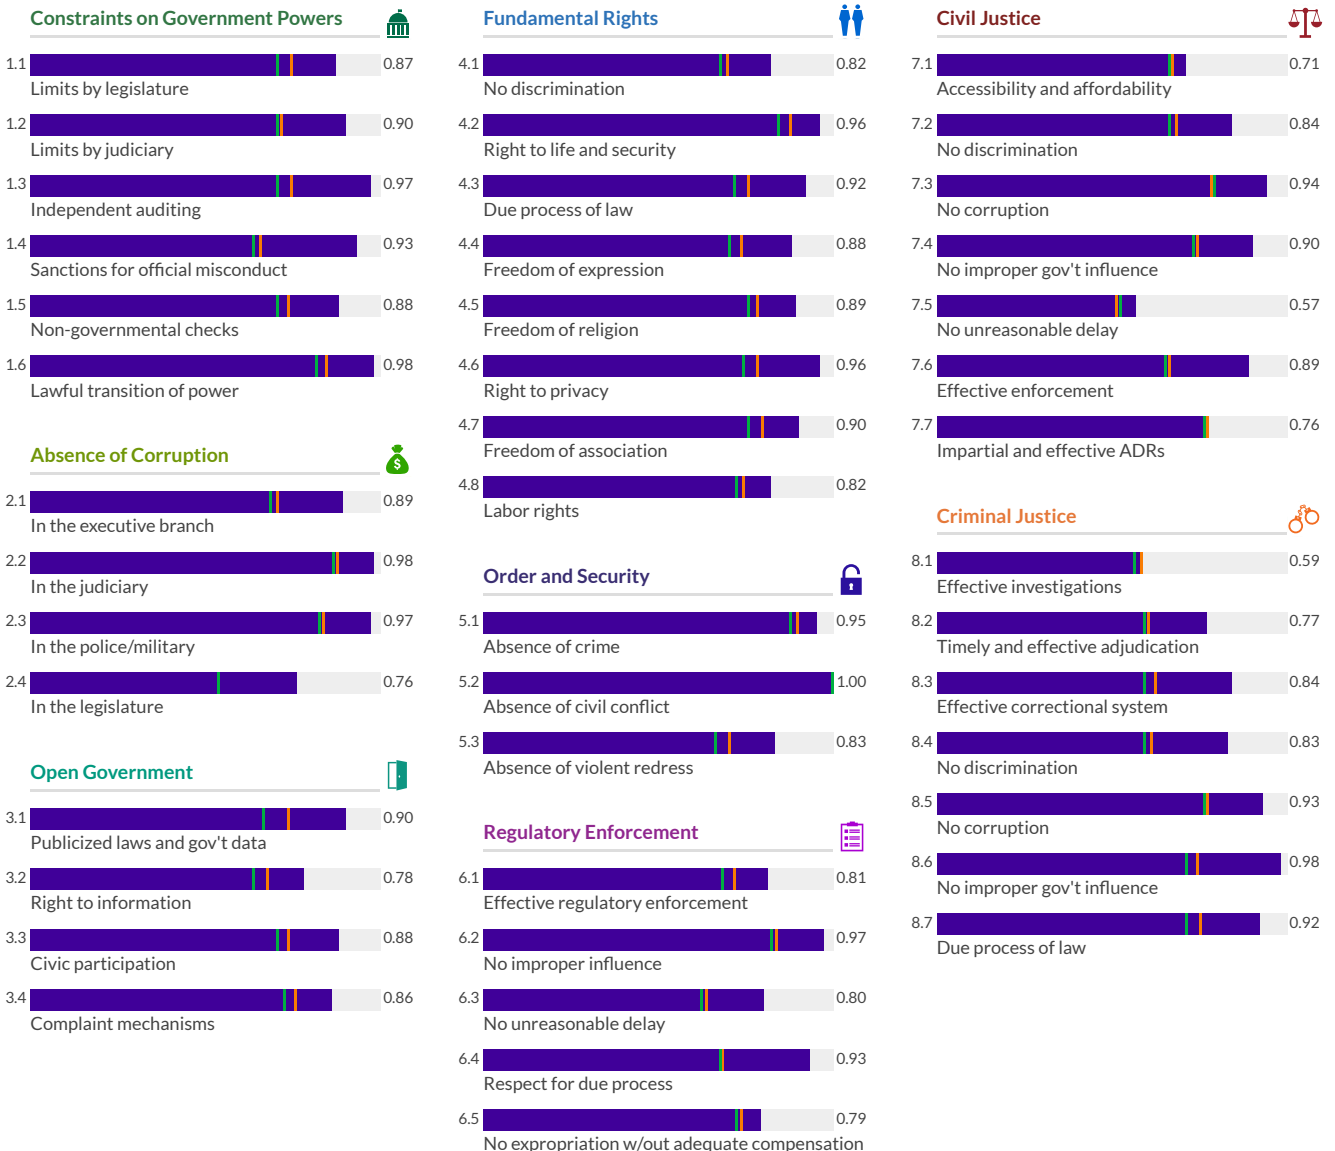 Constraints on Government Powers
1.1 0.87
Limits by legislature
1.2 0.90
Limits by judiciary
1.3 0.97
Independent auditing
1.4 0.93
Sanctions for official misconduct
1.5 0.88
Non-governmental checks
1.6 0.98
Lawful transition of power
Absence of Corruption
$
2.1 0.89
In the executive branch
2.2 0.98
In the judiciary
2.3 0.97
In the police/military
2.4 0.76
In the legislature
Open Government
3.1 0.90
Publicized laws and gov't data
3.2 0.78
Right to information
3.3 0.88
Civic participation
3.4 0.86
Complaint mechanisms
Fundamental Rights
4.1 0.82
No discrimination
4.2 0.96
Right to life and security
4.3 0.92
Due process of law
4.4 0.88
Freedom of expression
4.5 0.89
Freedom of religion
4.6 0.96
Right to privacy
4.7 0.90
Freedom of association
4.8 0.82
Labor rights
Order and Security
5.1 0.95
Absence of crime
5.2 1.00
Absence of civil conflict
5.3 0.83
Absence of violent redress
Regulatory Enforcement
6.1 0.81
Effective regulatory enforcement
6.2 0.97
No improper influence
6.3 0.80
No unreasonable delay
6.4 0.93
Respect for due process
6.5 0.79
No expropriation w/out adequate compensation
Civil Justice
7.1 0.71
Accessibility and affordability
7.2 0.84
No discrimination
7.3 0.94
No corruption
7.4 0.90
No improper gov't influence
7.5 0.57
No unreasonable delay
7.6 0.89
Effective enforcement
7.7 0.76
Impartial and effective ADRs
Criminal Justice
8.1 0.59
Effective investigations
8.2 0.77
Timely and effective adjudication
8.3 0.84
Effective correctional system
8.4 0.83
No discrimination
8.5 0.93
No corruption
8.6 0.98
No improper gov't influence
8.7 0.92
Due process of law